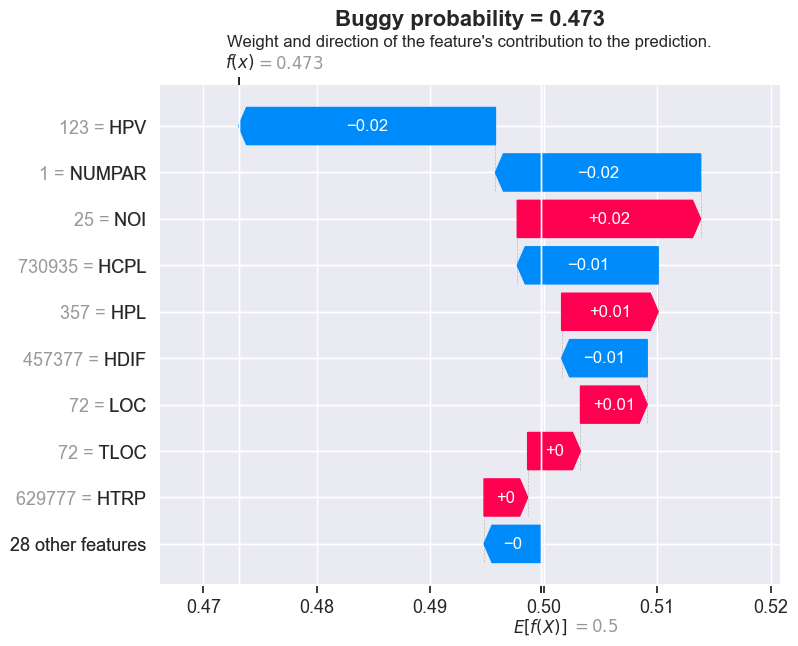 Buggy probability = 0.473
Weight and direction of the feature's contribution to the prediction.
f(x) = 0.473
123 = HPV −0.02
1 = NUMPAR −0.02
25 = NOI +0.02
730935 = HCPL −0.01
357 = HPL +0.01
457377 = HDIF −0.01
72 = LOC +0.01
72 = TLOC +0
629777 = HTRP +0
28 other features −0
0.47 0.48 0.49 0.50 0.51 0.52
E[f(X)] = 0.5